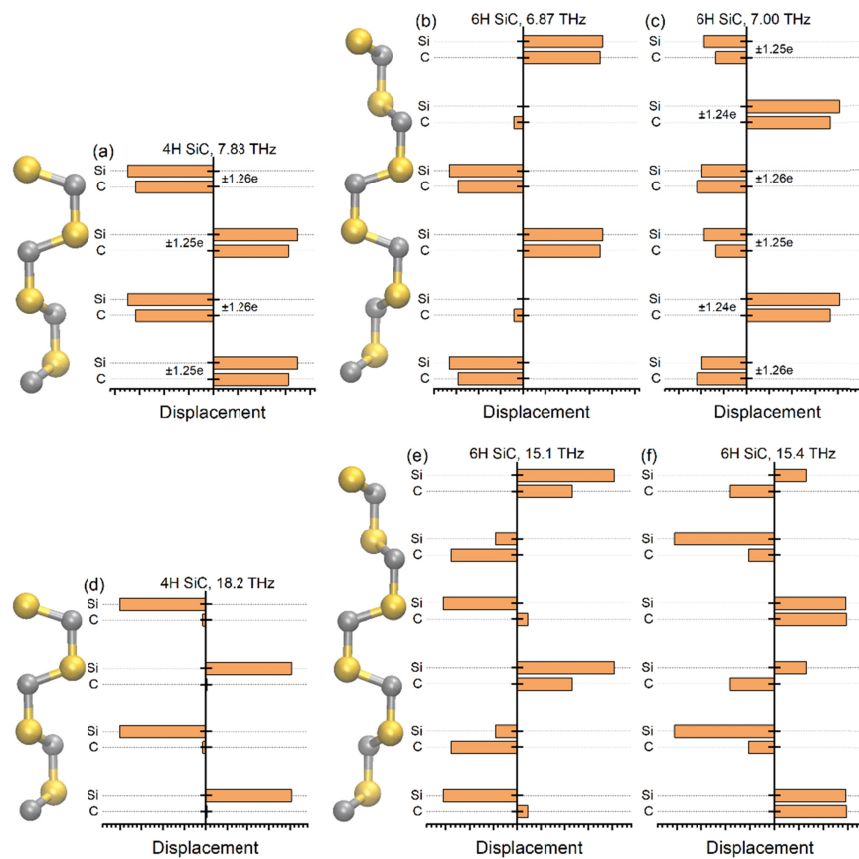 (b)
6H SiC, 6.87 THz
Si
C
Si
C
Si
C
Si
C
Si
C
Si
C
Displacement
(c)
6H SiC, 7.00 THz
Si
C
±1.25e
Si
C
±1.24e
Si
C
±1.26e
Si
C
±1.25e
Si
C
±1.24e
Si
C
±1.26e
Displacement
(a)
4H SiC, 7.83 THz
Si
C
±1.26e
Si
C
±1.25e
Si
C
±1.26e
Si
C
±1.25e
Displacement
(e)
6H SiC, 15.1 THz
Si
C
Si
C
Si
C
Si
C
Si
C
Si
C
Displacement
(f)
6H SiC, 15.4 THz
Si
C
Si
C
Si
C
Si
C
Si
C
Si
C
Displacement
(d)
4H SiC, 18.2 THz
Si
C
Si
C
Si
C
Si
C
Displacement